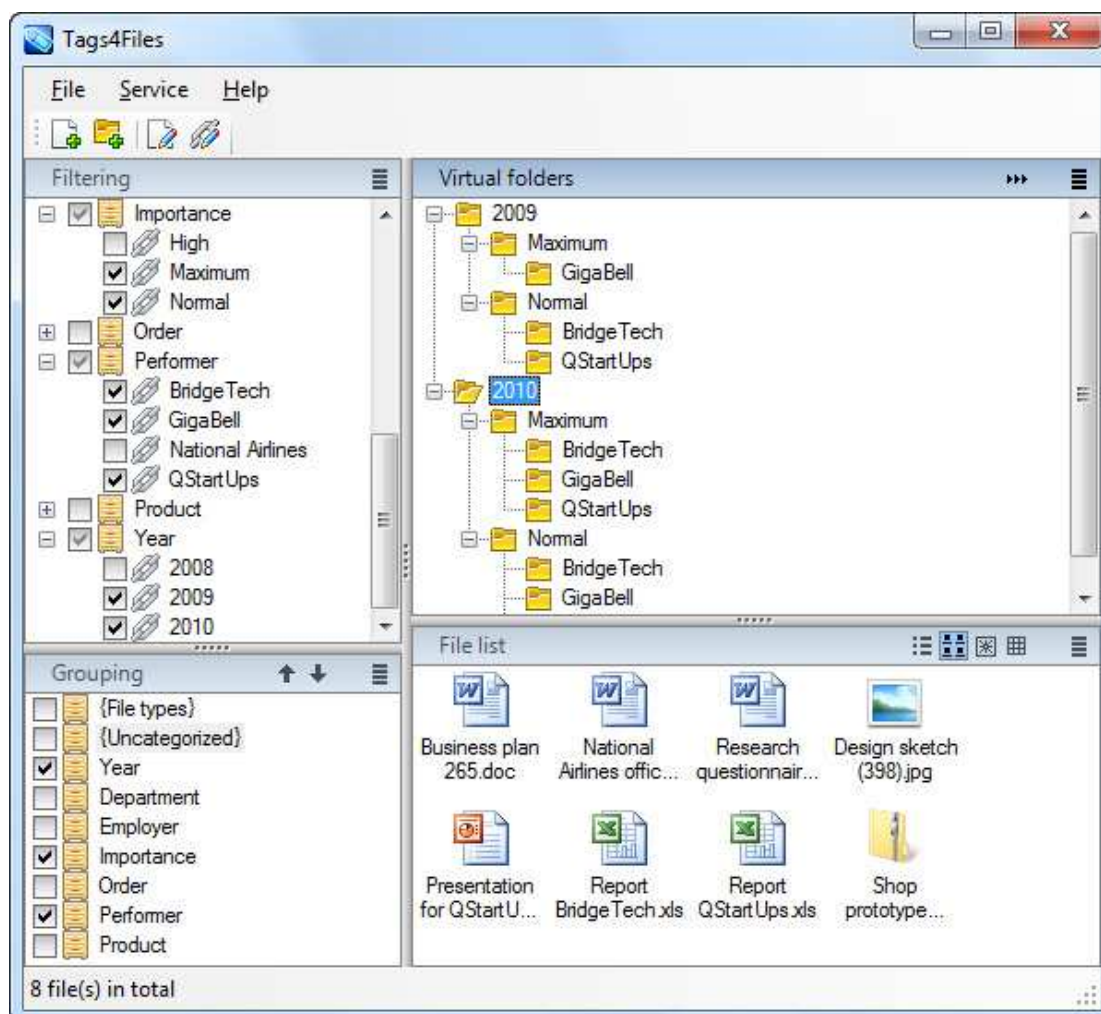 Tags4Files
File Service Help
Filtering
Importance
High
Maximum
Normal
Order
Performer
BridgeTech
GigaBell
National Airlines
QStartUps
Product
Year
2008
2009
2010
Grouping
{File types}
{Uncategorized}
Year
Department
Employer
Importance
Order
Performer
Product
Virtual folders
2009
Maximum
GigaBell
Normal
BridgeTech
QStartUps
2010
Maximum
BridgeTech
GigaBell
QStartUps
Normal
BridgeTech
GigaBell
File list
Business plan
265.doc
National
Airlines offic...
Research
questionnair...
Design sketch
(398).jpg
Presentation
for QStartU...
Report
BridgeTech.xls
Report
QStartUps.xls
Shop
prototype...
8 file(s) in total